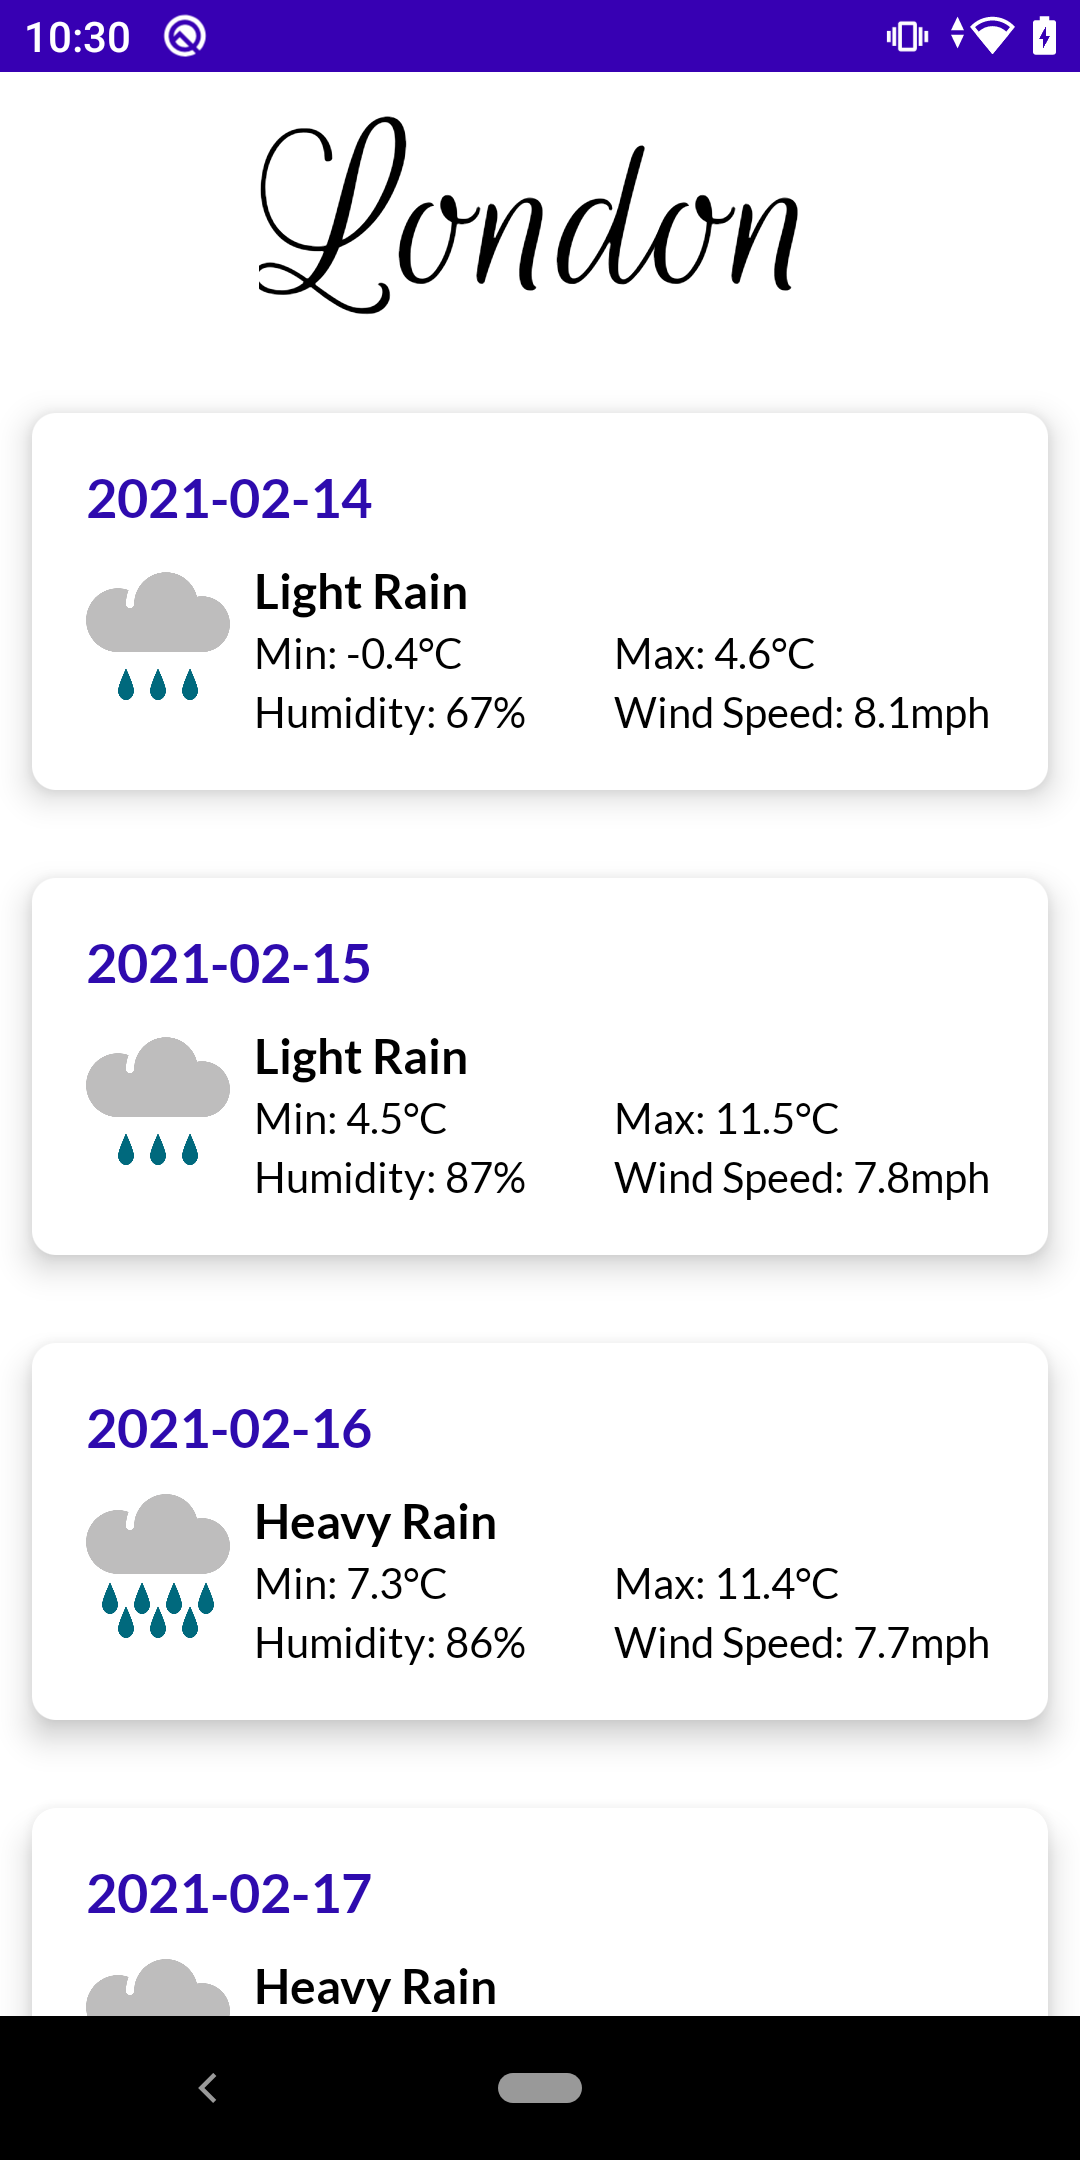 10:30
London
2021-02-14
Light Rain
Min: -0.4°C Max: 4.6°C
Humidity: 67% Wind Speed: 8.1mph
2021-02-15
Light Rain
Min: 4.5°C Max: 11.5°C
Humidity: 87% Wind Speed: 7.8mph
2021-02-16
Heavy Rain
Min: 7.3°C Max: 11.4°C
Humidity: 86% Wind Speed: 7.7mph
2021-02-17
Heavy Rain